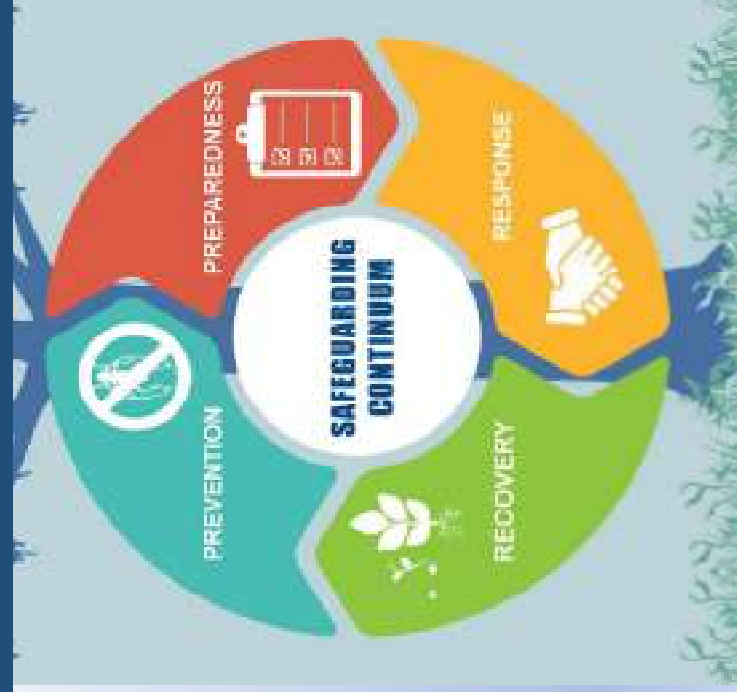 PREVENTION
PREPAREDNESS
SAFEGUARDING
CONTINUUM
RECOVERY
RESPONSE